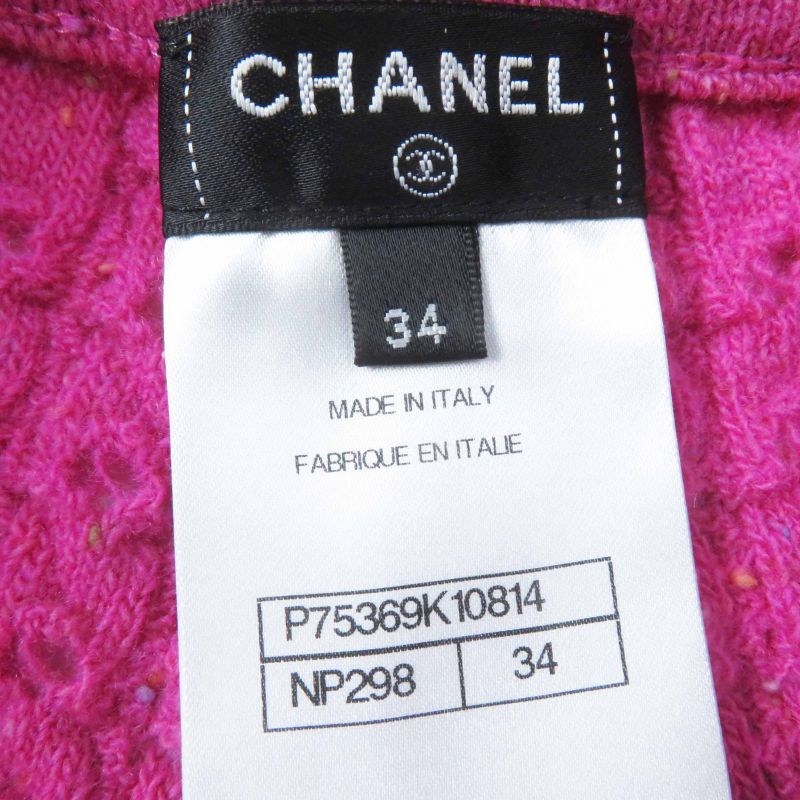 CHANEL
34
MADE IN ITALY
FABRIQUE EN ITALIE
P75369K10814
NP298 34